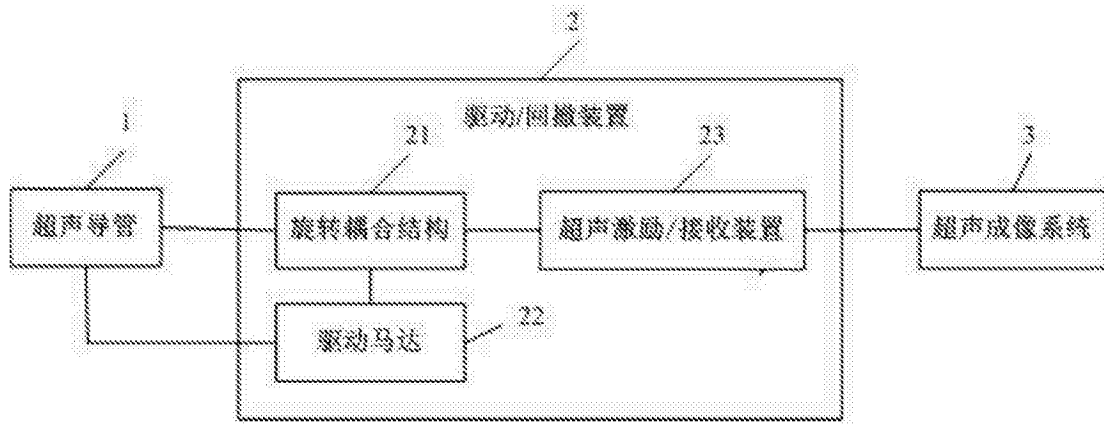 2
驱动/回撤装置
1
21
23
3
超声导管
旋转耦合结构
超声激励/接收装置
超声成像系统
22
驱动马达